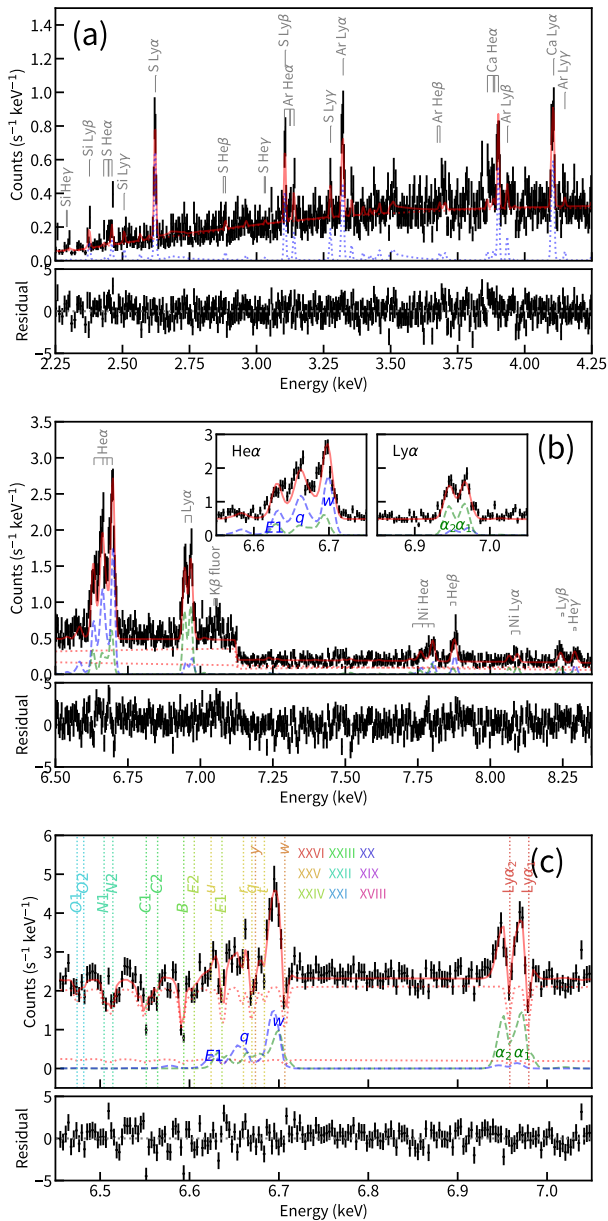 (a)
Counts (s⁻¹ keV⁻¹)
1.4
1.2
1.0
0.8
0.6
0.4
0.2
0.0
Si Heγ
Si Lyβ
S Heα
Si Lyγ
S Lyα
S Heβ
S Heγ
S Lyβ
Ar Heα
S Lyγ
Ar Lyα
Ar Heβ
Ca Heα
Ar Lyβ
Ca Lyα
Ar Lyγ
Residual
5
0
−5
2.25 2.50 2.75 3.00 3.25 3.50 3.75 4.00 4.25
Energy (keV)
(b)
Counts (s⁻¹ keV⁻¹)
3.5
3.0
2.5
2.0
1.5
1.0
0.5
0.0
Heα
Lyα
Kβ fluor
Ni Heα
Heβ
Ni Lyα
Lyβ
Heγ
Heα
3
2
1
0
E1 q w
6.6 6.7
Lyα
α₂ α₁
6.9 7.0
Residual
5
0
−5
6.50 6.75 7.00 7.25 7.50 7.75 8.00 8.25
Energy (keV)
(c)
Counts (s⁻¹ keV⁻¹)
6
5
4
3
2
1
0
O1 O2 N1 N2 C1 C2 B E2 u E1 r q y t w
XXVI XXIII XX
XXV XXII XIX
XXIV XXI XVIII
Lyα₂ Lyα₁
E1 q w
α₂ α₁
Residual
5
0
−5
6.5 6.6 6.7 6.8 6.9 7.0
Energy (keV)